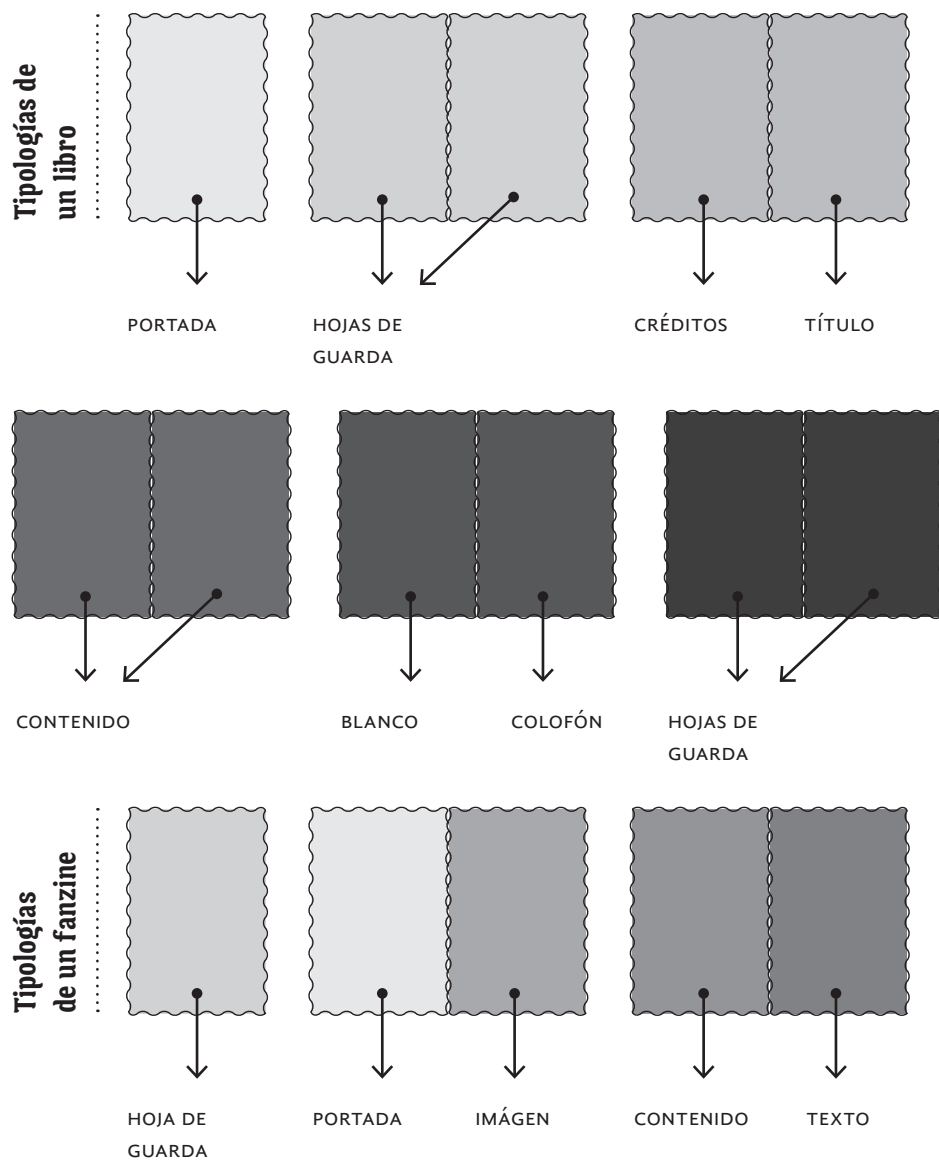 Tipologías de
un libro
PORTADA
HOJAS DE
GUARDA
CRÉDITOS
TÍTULO
CONTENIDO
BLANCO
COLOFÓN
HOJAS DE
GUARDA
Tipologías
de un fanzine
HOJA DE
GUARDA
PORTADA
IMÁGEN
CONTENIDO
TEXTO